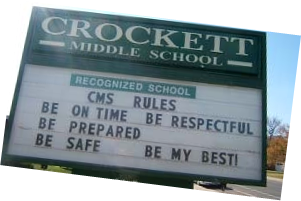 CROCKETT
MIDDLE SCHOOL
RECOGNIZED SCHOOL
CMS RULES
BE ON TIME BE RESPECTFUL
BE PREPARED
BE SAFE BE MY BEST!